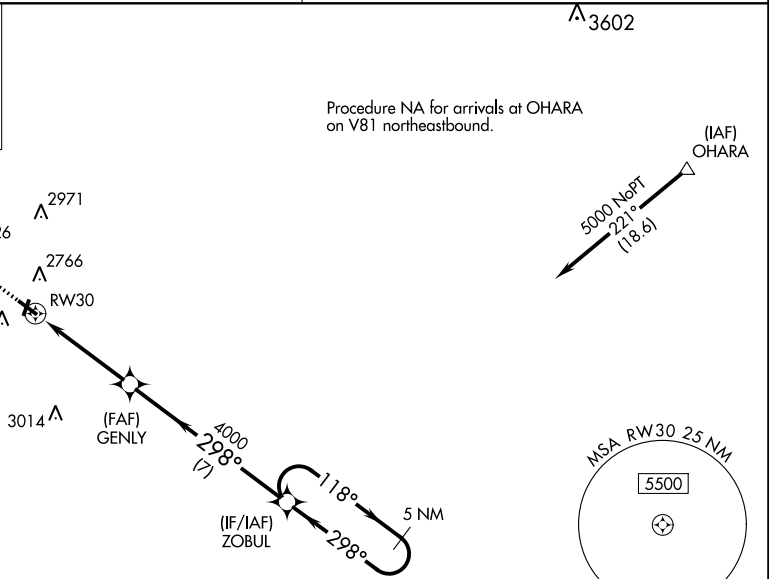 3602
Procedure NA for arrivals at OHARA
on V81 northeastbound.
(IAF)
OHARA
5000 NoPT
221°
(18.6)
2971
26
2766
RW30
3014
(FAF)
GENLY
4000
298°
(7)
118°
5 NM
298°
(IF/IAF)
ZOBUL
MSA RW30 25 NM
5500